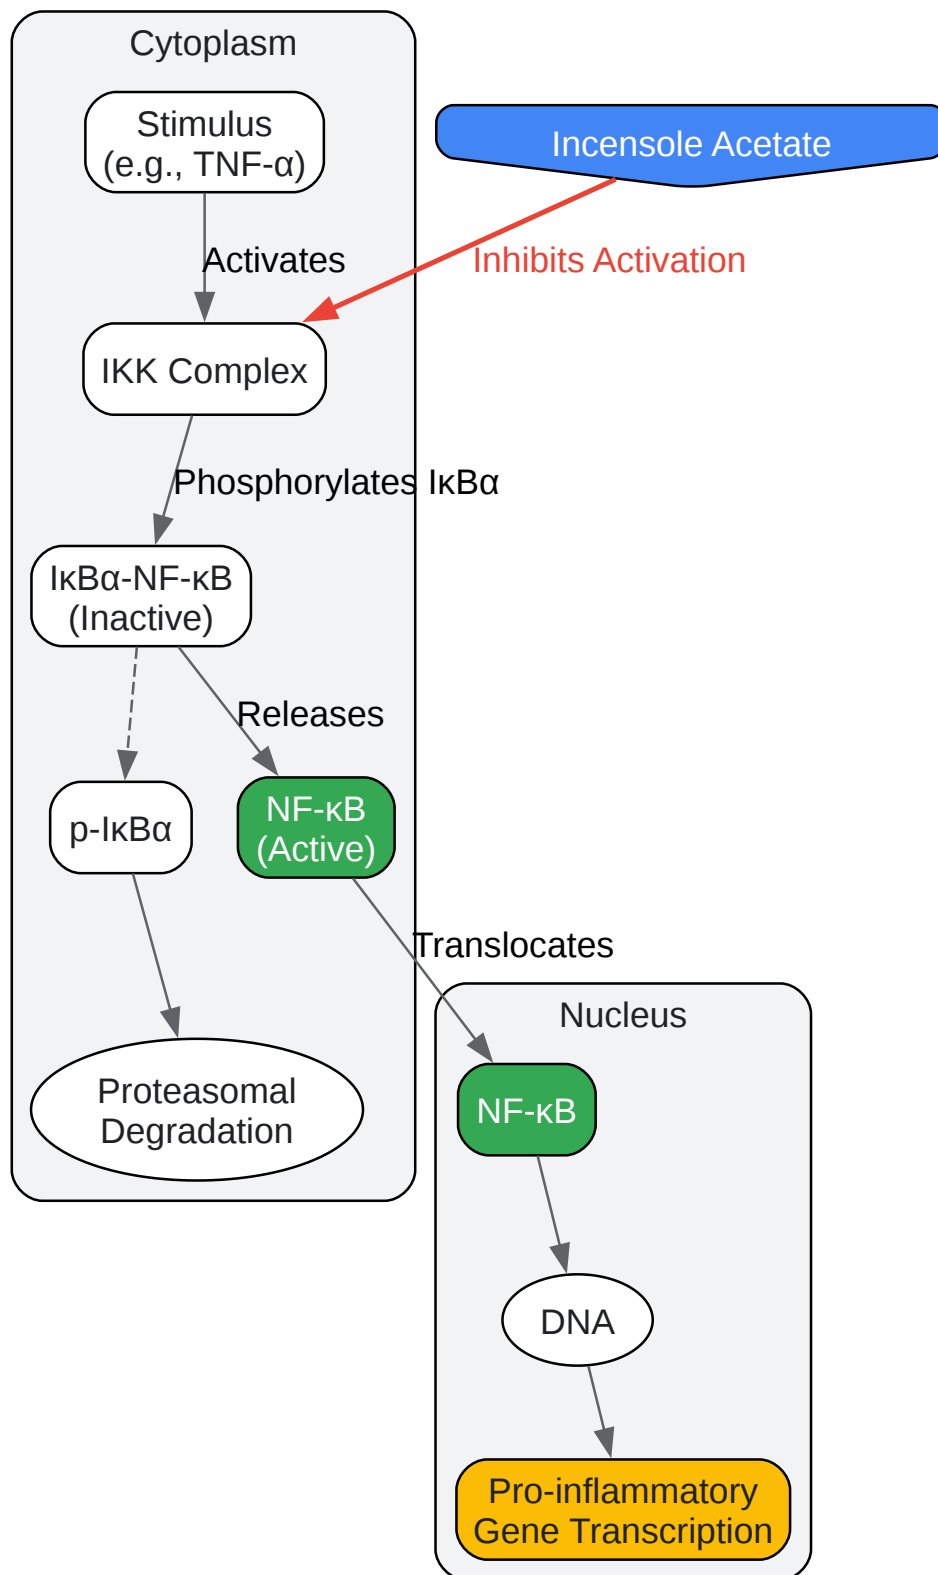 Cytoplasm
Stimulus
(e.g., TNF-α)
Incensole Acetate
Activates
Inhibits Activation
IKK Complex
Phosphorylates IκBα
IκBα-NF-κB
(Inactive)
Releases
p-IκBα
NF-κB
(Active)
Translocates
Nucleus
Proteasomal
Degradation
NF-κB
DNA
Pro-inflammatory
Gene Transcription